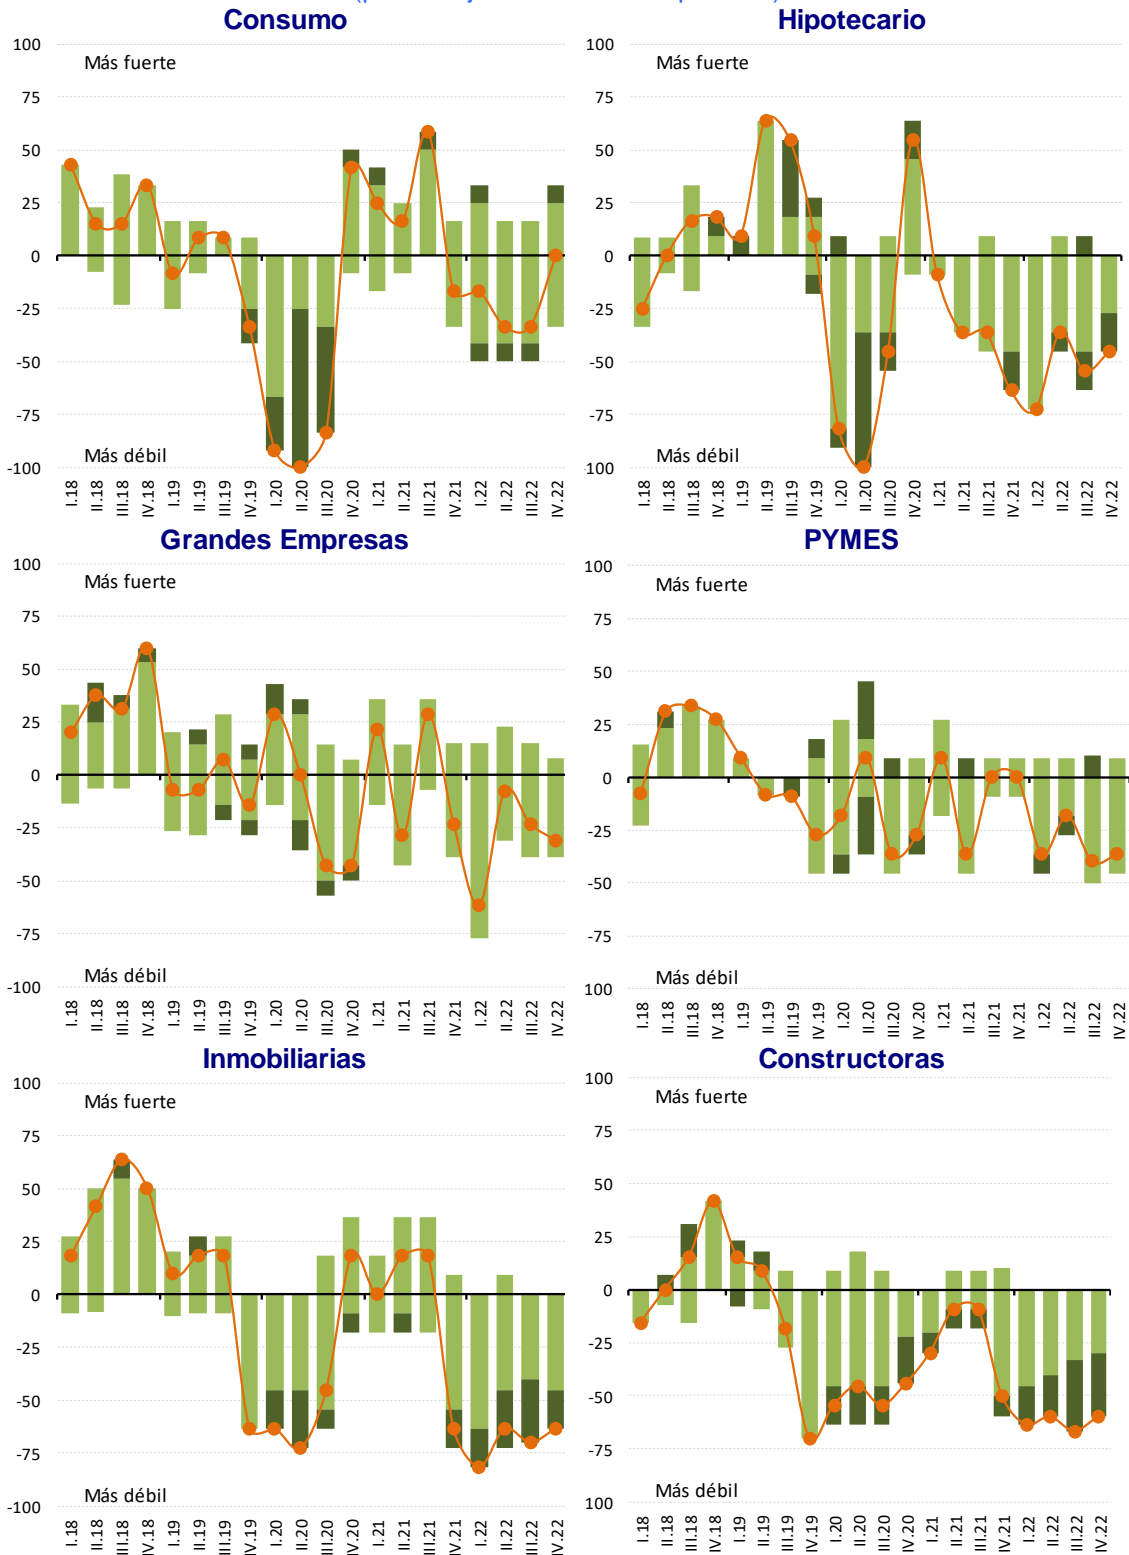 Consumo
100
75
50
25
0
-25
-50
-75
-100
Más fuerte
Más débil
I.18
II.18
III.18
IV.18
I.19
II.19
III.19
IV.19
I.20
II.20
III.20
IV.20
I.21
II.21
III.21
IV.21
I.22
II.22
III.22
IV.22
Hipotecario
100
75
50
25
0
-25
-50
-75
100
Más fuerte
Más débil
I.18
II.18
III.18
IV.18
I.19
II.19
III.19
IV.19
I.20
II.20
III.20
IV.20
I.21
II.21
III.21
IV.21
I.22
II.22
III.22
IV.22
Grandes Empresas
100
75
50
25
0
-25
-50
-75
-100
Más fuerte
Más débil
I.18
II.18
III.18
IV.18
I.19
II.19
III.19
IV.19
I.20
II.20
III.20
IV.20
I.21
II.21
III.21
IV.21
I.22
II.22
III.22
IV.22
PYMES
100
75
50
25
0
-25
-50
-75
100
Más fuerte
Más débil
I.18
II.18
III.18
IV.18
I.19
II.19
III.19
IV.19
I.20
II.20
III.20
IV.20
I.21
II.21
III.21
IV.21
I.22
II.22
III.22
IV.22
Inmobiliarias
100
75
50
25
0
-25
-50
-75
-100
Más fuerte
Más débil
I.18
II.18
III.18
IV.18
I.19
II.19
III.19
IV.19
I.20
II.20
III.20
IV.20
I.21
II.21
III.21
IV.21
I.22
II.22
III.22
IV.22
Constructoras
100
75
50
25
0
-25
-50
-75
100
Más fuerte
Más débil
I.18
II.18
III.18
IV.18
I.19
II.19
III.19
IV.19
I.20
II.20
III.20
IV.20
I.21
II.21
III.21
IV.21
I.22
II.22
III.22
IV.22